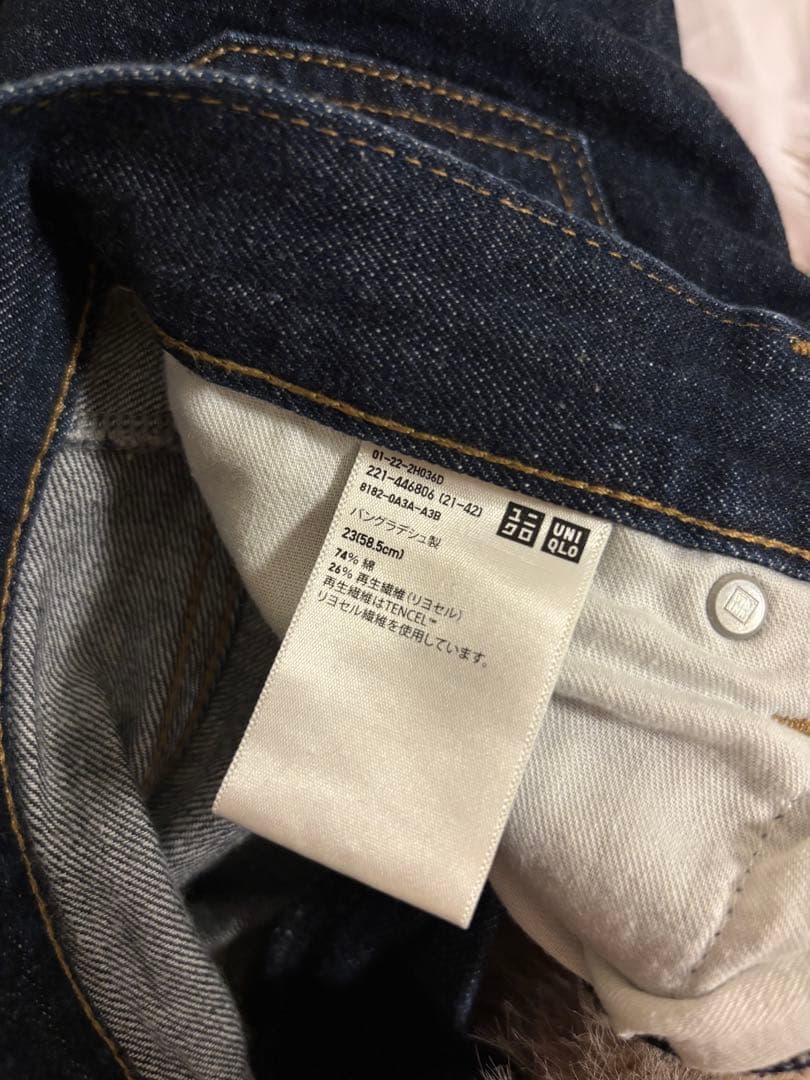 01-22-2H036D
221-446806 (21-42)
8182-0A3A-A3B
バングラデシュ製
23(58.5cm)
74% 綿
26% 再生繊維(リヨセル)
再生繊維はTENCEL™
リヨセル繊維を使用しています。
ユニ
クロ
UNI
QLO